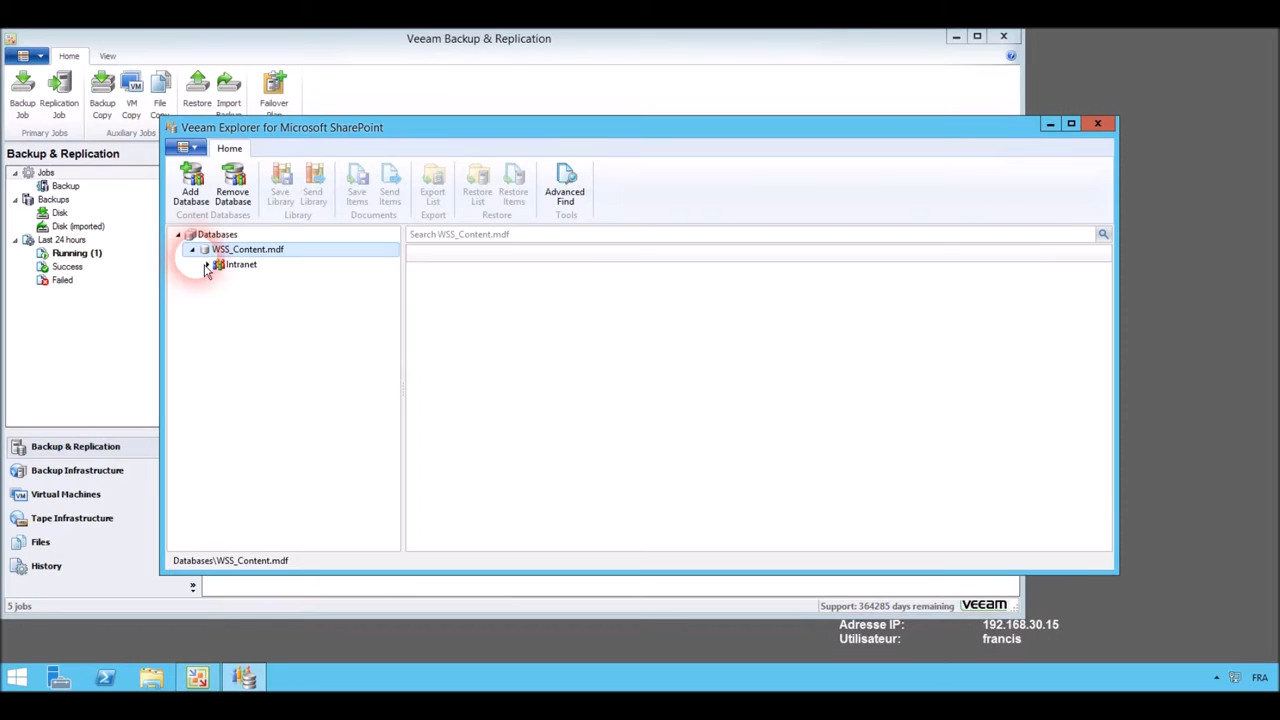 Veeam Backup & Replication
Home
View
Backup
Job
Replication
Job
Backup
Copy
VM
Copy
File
Restore
Import
Failover
Primary Jobs
Auxiliary Jobs
Veeam Explorer for Microsoft SharePoint
Home
Add
Database
Remove
Database
Content Databases
Save
Library
Send
Library
Library
Save
Items
Send
Items
Documents
Export
List
Export
Restore
List
Restore
Items
Restore
Advanced
Find
Tools
Backup & Replication
Jobs
Backup
Backups
Disk
Disk (imported)
Last 24 hours
Running (1)
Success
Failed
Databases
WSS_Content.mdf
Intranet
Search WSS_Content.mdf
Databases\WSS_Content.mdf
Backup & Replication
Backup Infrastructure
Virtual Machines
Tape Infrastructure
Files
History
»
5 jobs
Support: 364285 days remaining
VEEAM
Adresse IP: 192.168.30.15
Utilisateur: francis
FRA